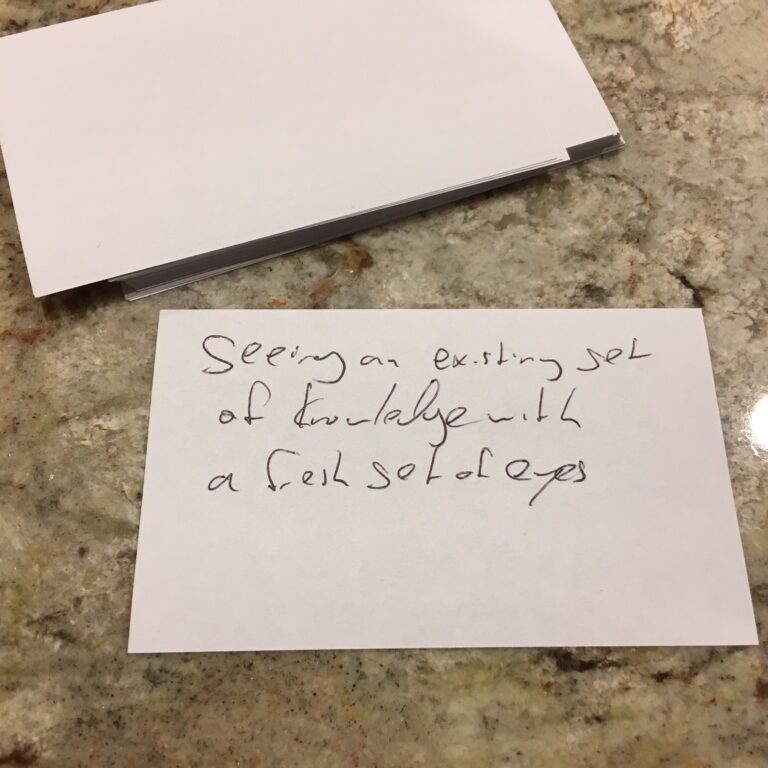 Seeing an existing set
of knowledge with
a fresh set of eyes